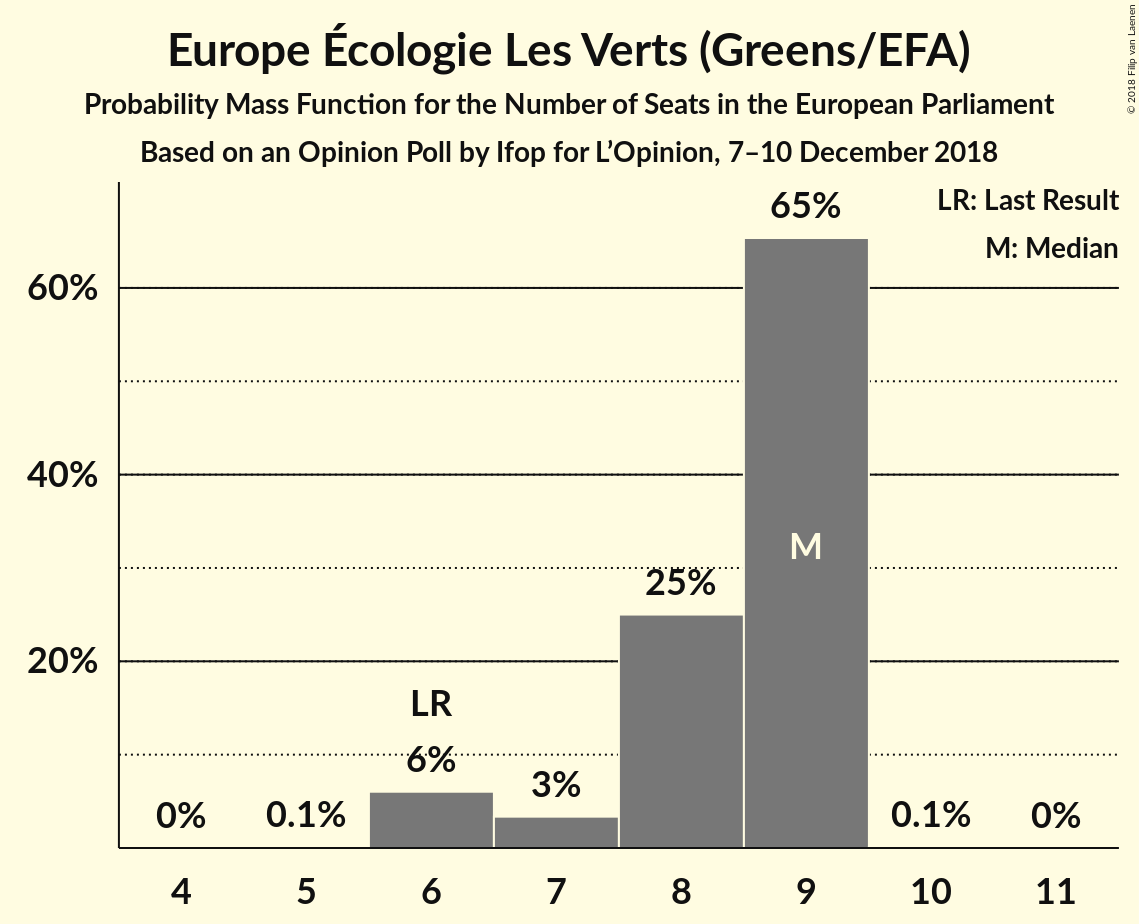 Europe Écologie Les Verts (Greens/EFA)
Probability Mass Function for the Number of Seats in the European Parliament
Based on an Opinion Poll by Ifop for L’Opinion, 7–10 December 2018
© 2018 Filip van Laenen
LR: Last Result
M: Median
60%
40%
20%
0%
0.1%
LR
6%
3%
25%
65%
M
0.1%
0%
4 5 6 7 8 9 10 11